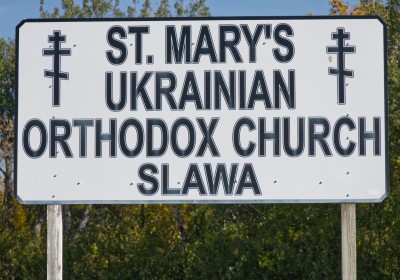 ST. MARY'S
UKRAINIAN
ORTHODOX CHURCH
SLAWA